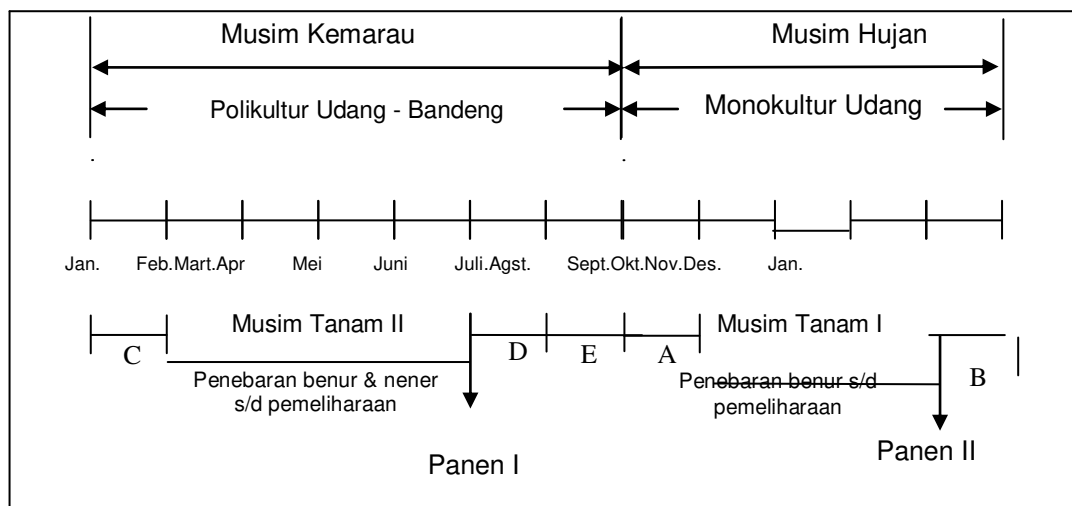 Musim Kemarau Musim Hujan
Polikultur Udang - Bandeng Monokultur Udang
Jan. Feb.Mart.Apr Mei Juni Juli.Agst. Sept.Okt.Nov.Des. Jan.
Musim Tanam II Musim Tanam I
C D E A B
Penebaran benur & nener Penebaran benur s/d
s/d pemeliharaan pemeliharaan
Panen I Panen II